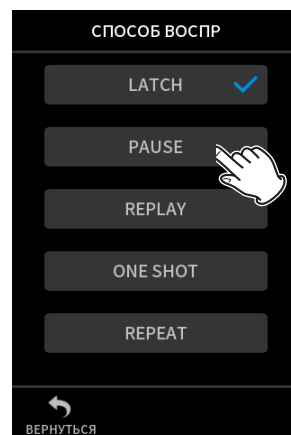 СПОСОБ ВОСПР
LATCH
PAUSE
REPLAY
ONE SHOT
REPEAT
ВЕРНУТЬСЯ